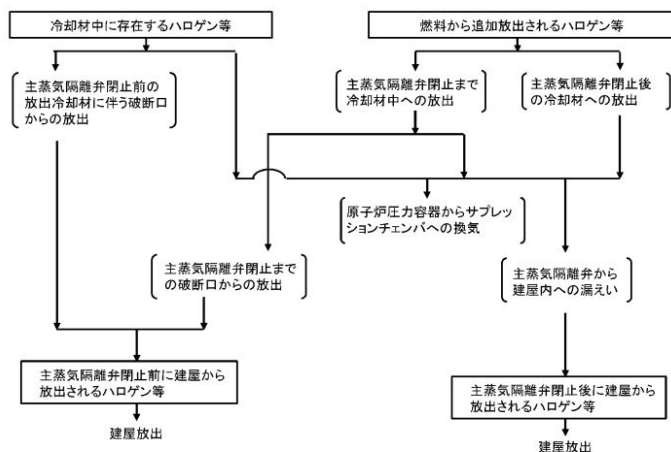 冷却材中に存在するハロゲン等
燃料から追加放出されるハロゲン等
主蒸気隔離弁閉止前の
放出冷却材に伴う破断口
からの放出
主蒸気隔離弁閉止まで
冷却材中への放出
主蒸気隔離弁閉止後
の冷却材への放出
原子炉圧力容器からサプレッ
ションチェンバへの換気
主蒸気隔離弁閉止まで
の破断口からの放出
主蒸気隔離弁から
建屋内への漏えい
主蒸気隔離弁閉止前に建屋から
放出されるハロゲン等
主蒸気隔離弁閉止後に建屋から
放出されるハロゲン等
建屋放出
建屋放出